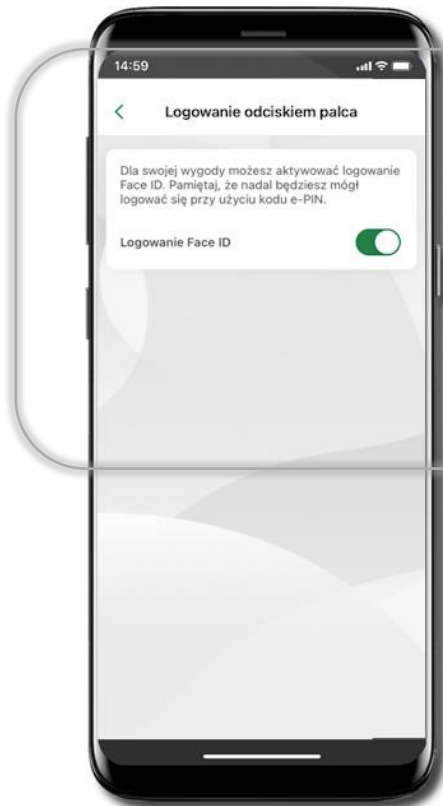 14:59
Logowanie odciskiem palca
Dla swojej wygody możesz aktywować logowanie
Face ID. Pamiętaj, że nadal będziesz mógł
logować się przy użyciu kodu e-PIN.
Logowanie Face ID